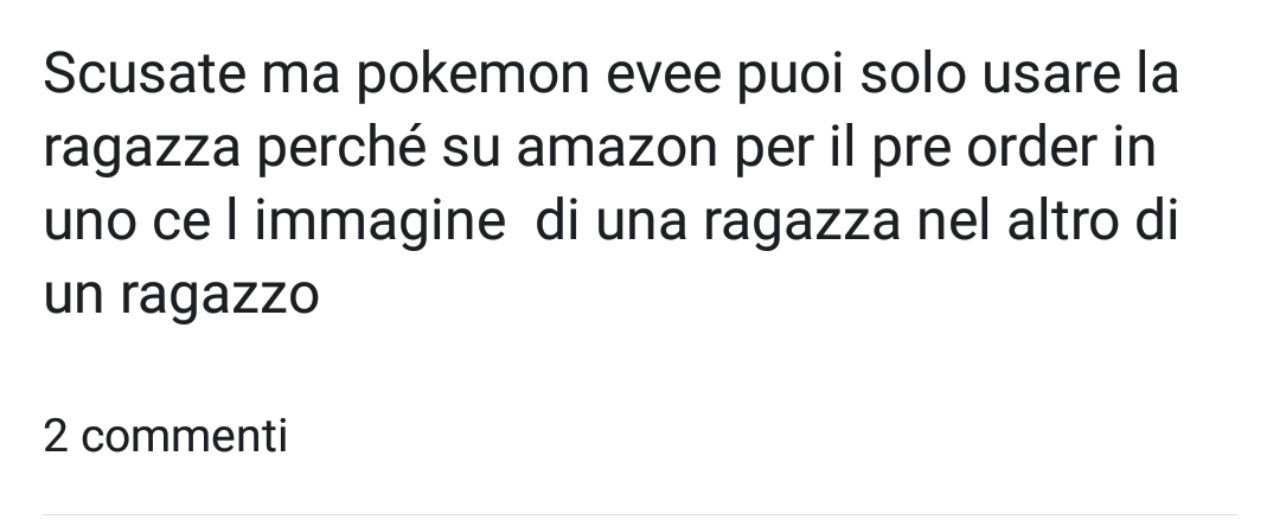 Scusate ma pokemon evee puoi solo usare la
ragazza perché su amazon per il pre order in
uno ce l immagine  di una ragazza nel altro di
un ragazzo
2 commenti